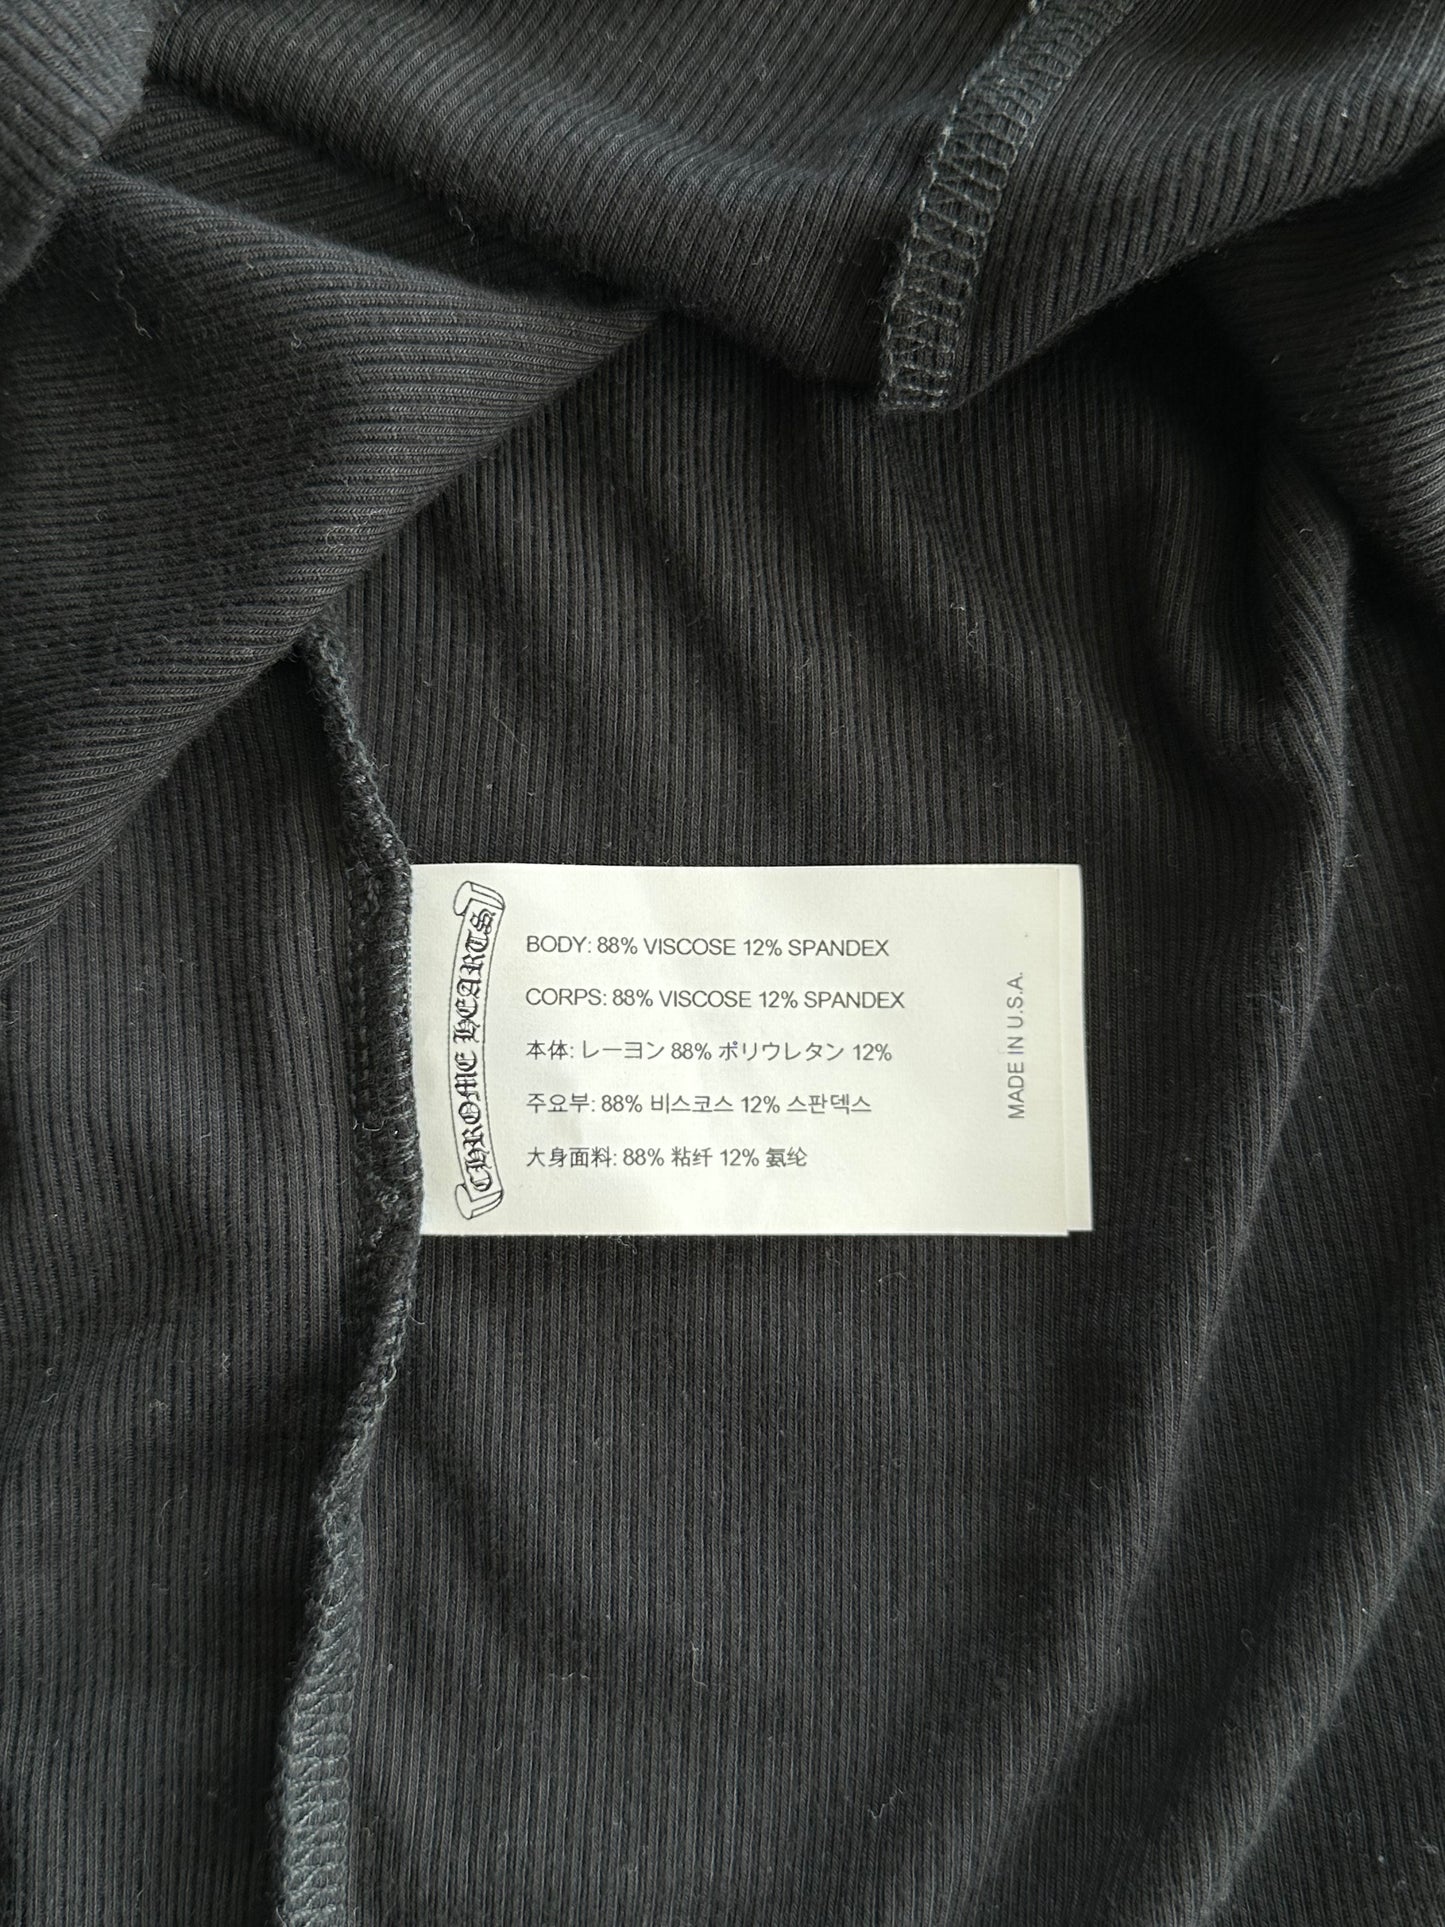 CHROME HEARTS
BODY: 88% VISCOSE 12% SPANDEX
CORPS: 88% VISCOSE 12% SPANDEX
本体: レーヨン 88% ポリウレタン 12%
주요부: 88% 비스코스 12% 스판덱스
大身面料: 88% 粘纤 12% 氨纶
MADE IN U.S.A.